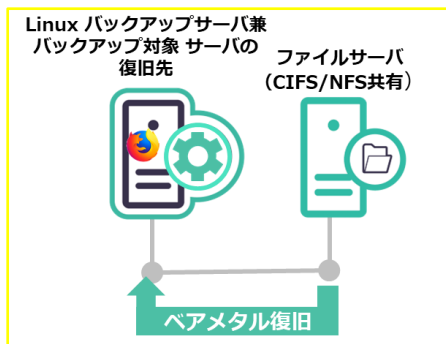 Linux バックアップサーバ兼
バックアップ対象 サーバの
復旧先
ファイルサーバ
（CIFS/NFS共有）
ベアメタル復旧